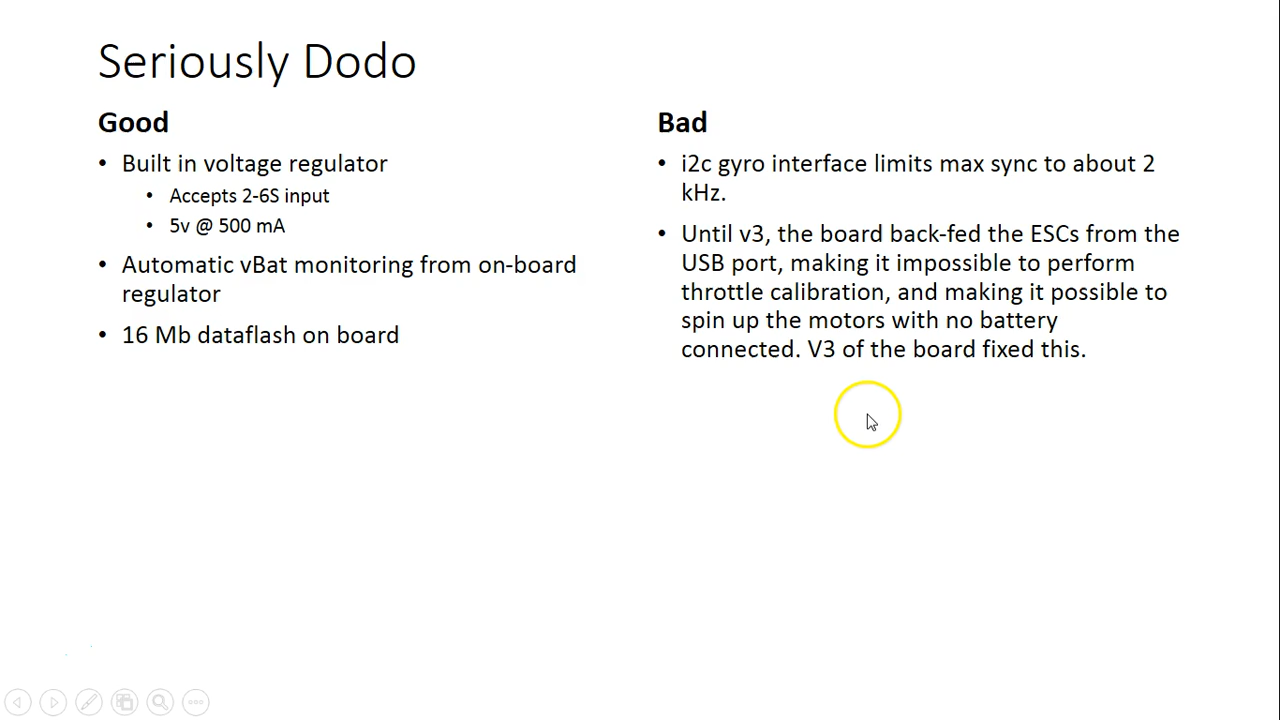 Seriously Dodo
Good
• Built in voltage regulator
• Accepts 2-6S input
• 5v @ 500 mA
• Automatic vBat monitoring from on-board
regulator
• 16 Mb dataflash on board
Bad
• i2c gyro interface limits max sync to about 2
kHz.
• Until v3, the board back-fed the ESCs from the
USB port, making it impossible to perform
throttle calibration, and making it possible to
spin up the motors with no battery
connected. V3 of the board fixed this.